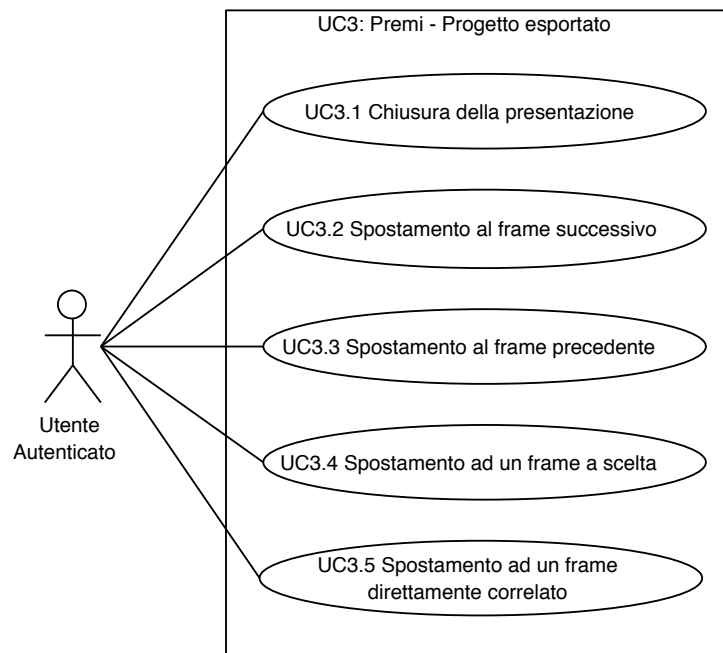 UC3: Premi - Progetto esportato
UC3.1 Chiusura della presentazione
UC3.2 Spostamento al frame successivo
UC3.3 Spostamento al frame precedente
Utente
Autenticato
UC3.4 Spostamento ad un frame a scelta
UC3.5 Spostamento ad un frame
direttamente correlato